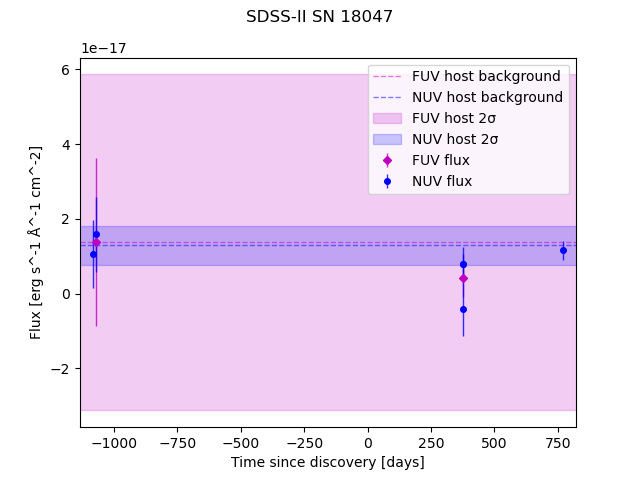 SDSS-II SN 18047
1e−17
6
4
2
0
−2
Flux [erg s^-1 Å^-1 cm^-2]
FUV host background
NUV host background
FUV host 2σ
NUV host 2σ
FUV flux
NUV flux
−1000 −750 −500 −250 0 250 500 750
Time since discovery [days]